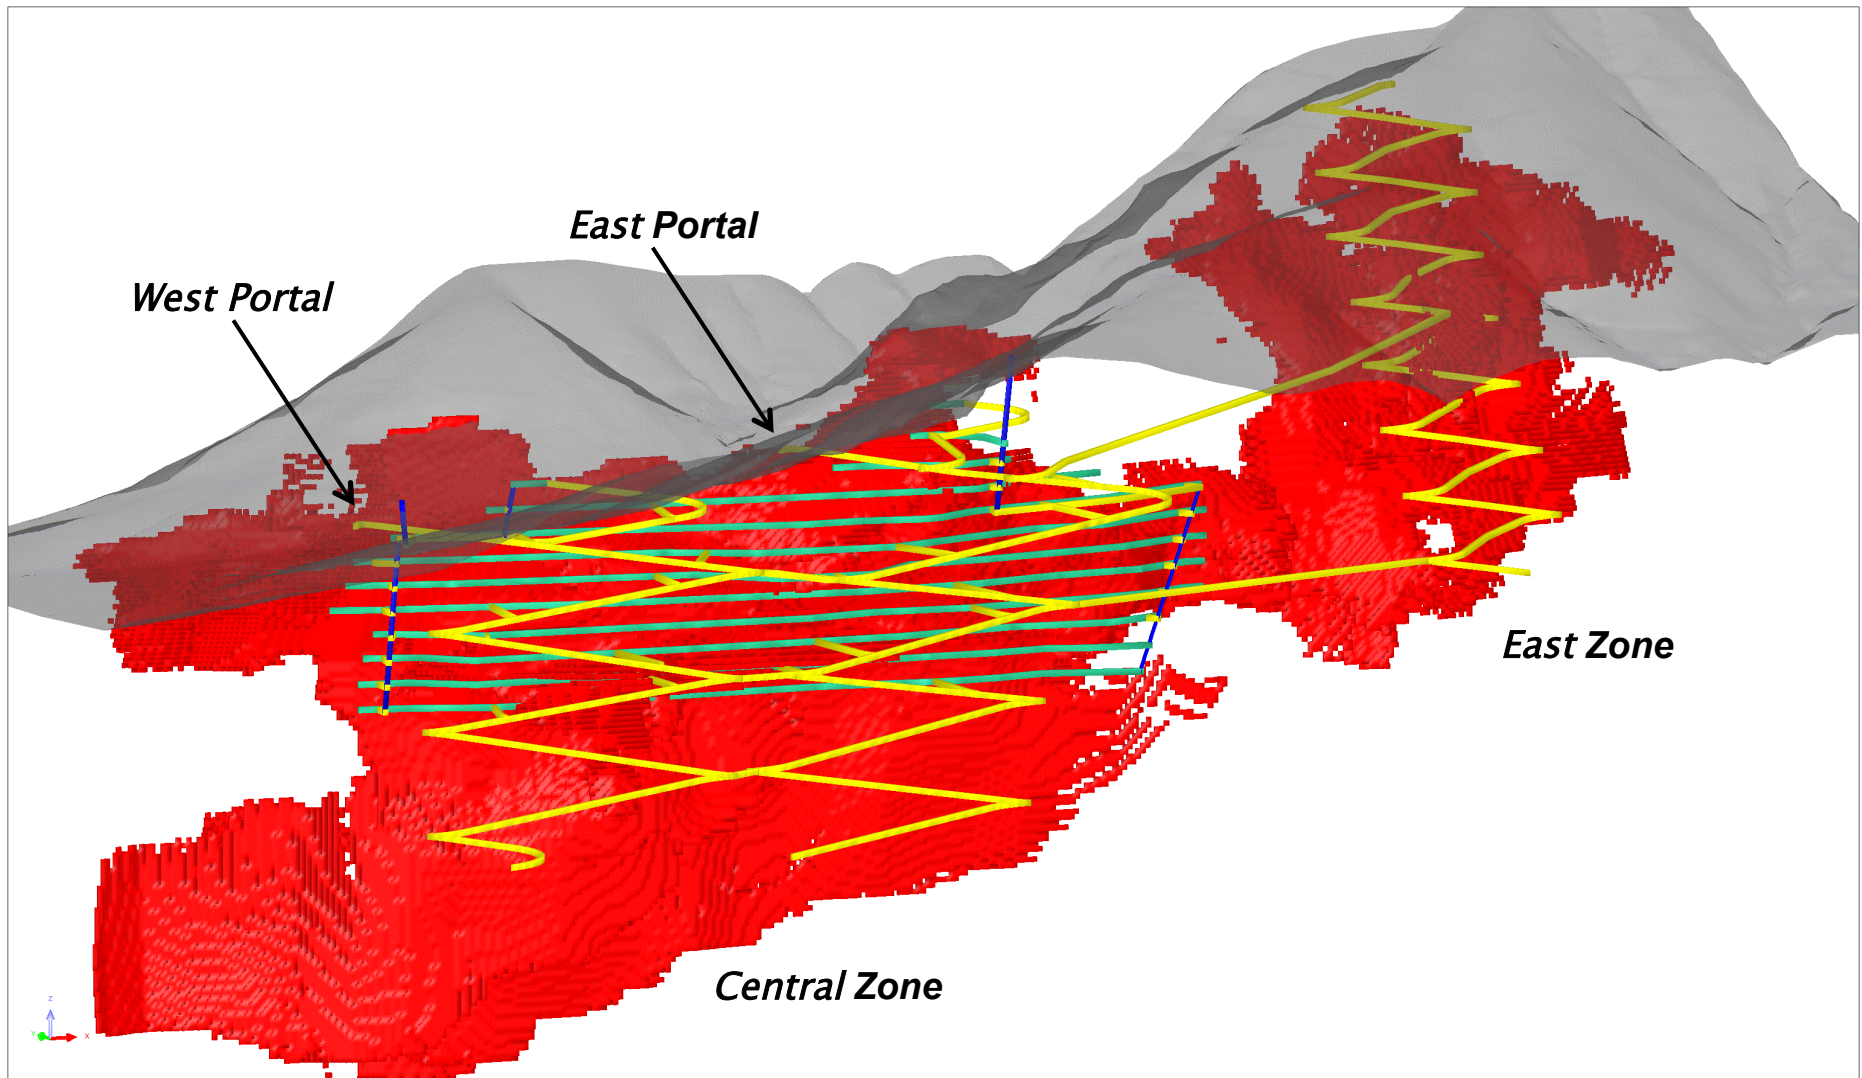 East Portal
West Portal
East Zone
Central Zone
Z
Y
X